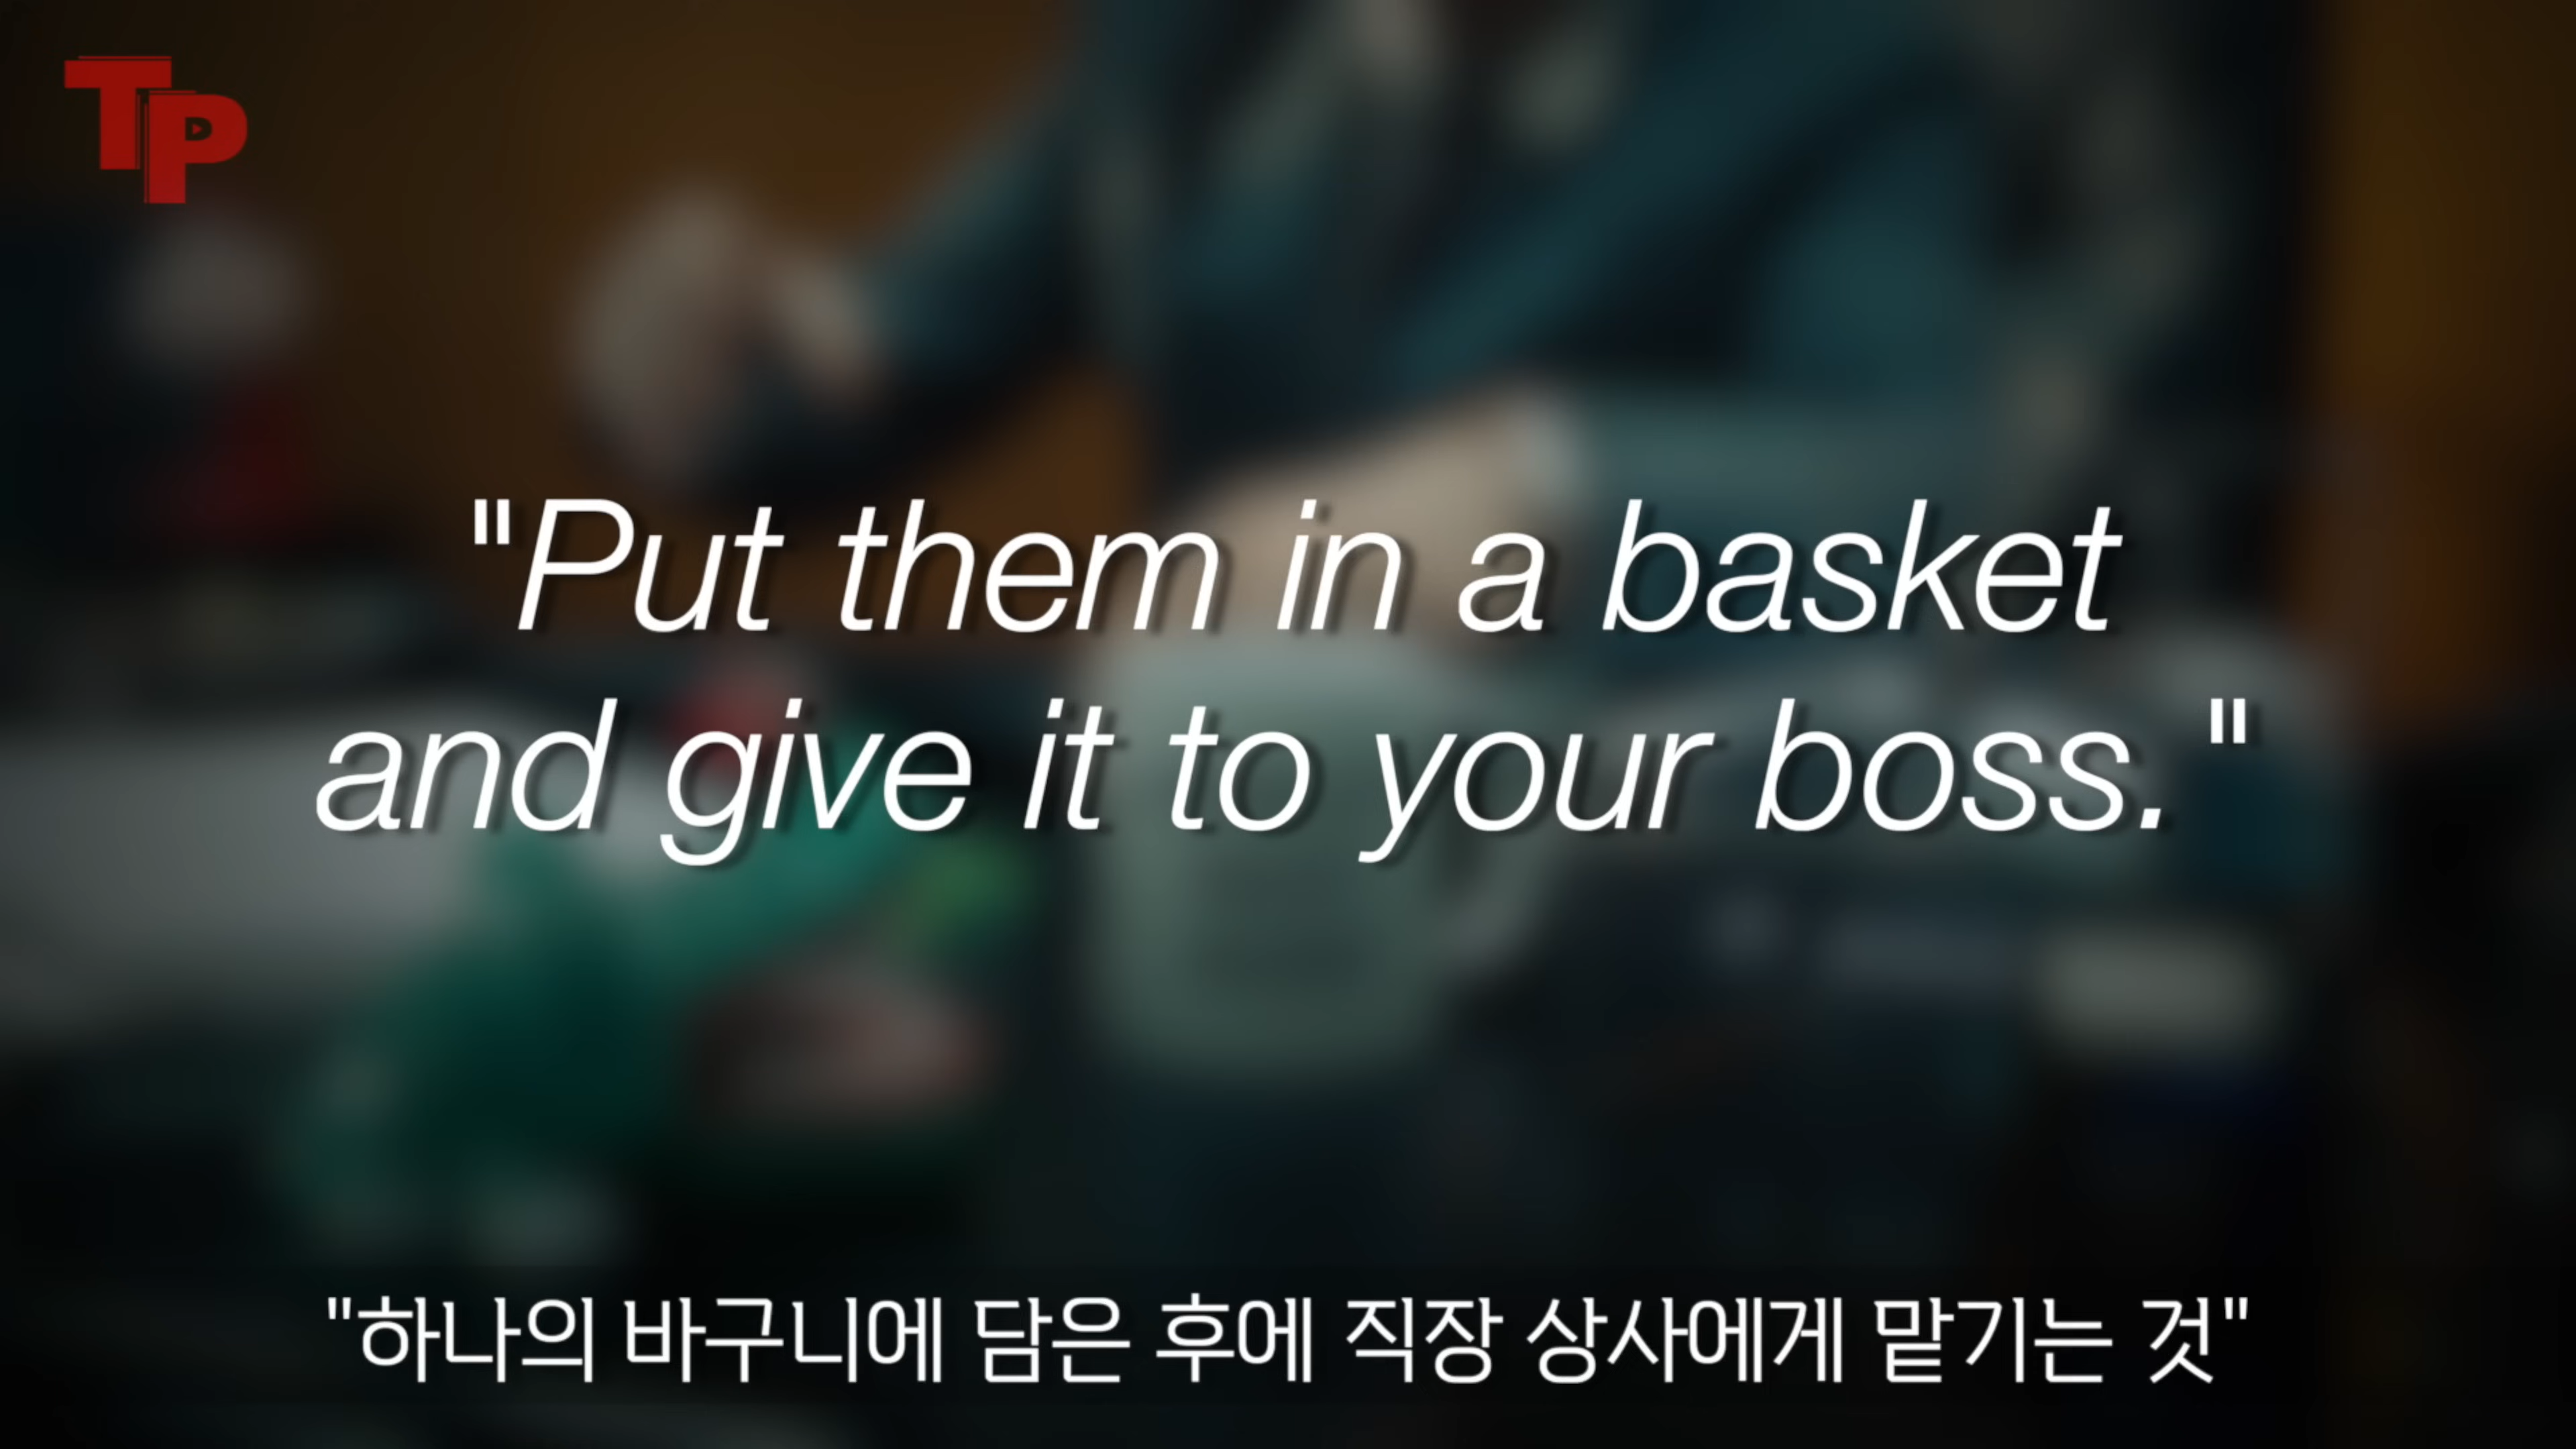 TP
"Put them in a basket
and give it to your boss."
"하나의 바구니에 담은 후에 직장 상사에게 맡기는 것"